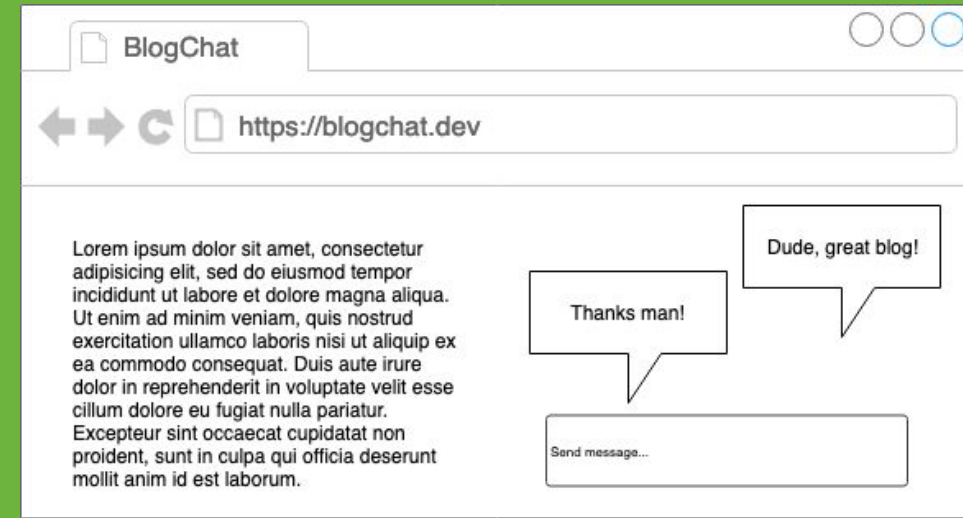 BlogChat
https://blogchat.dev
Lorem ipsum dolor sit amet, consectetur
adipisicing elit, sed do eiusmod tempor
incididunt ut labore et dolore magna aliqua.
Ut enim ad minim veniam, quis nostrud
exercitation ullamco laboris nisi ut aliquip ex
ea commodo consequat. Duis aute irure
dolor in reprehenderit in voluptate velit esse
cillum dolore eu fugiat nulla pariatur.
Excepteur sint occaecat cupidatat non
proident, sunt in culpa qui officia deserunt
mollit anim id est laborum.
Dude, great blog!
Thanks man!
Send message...